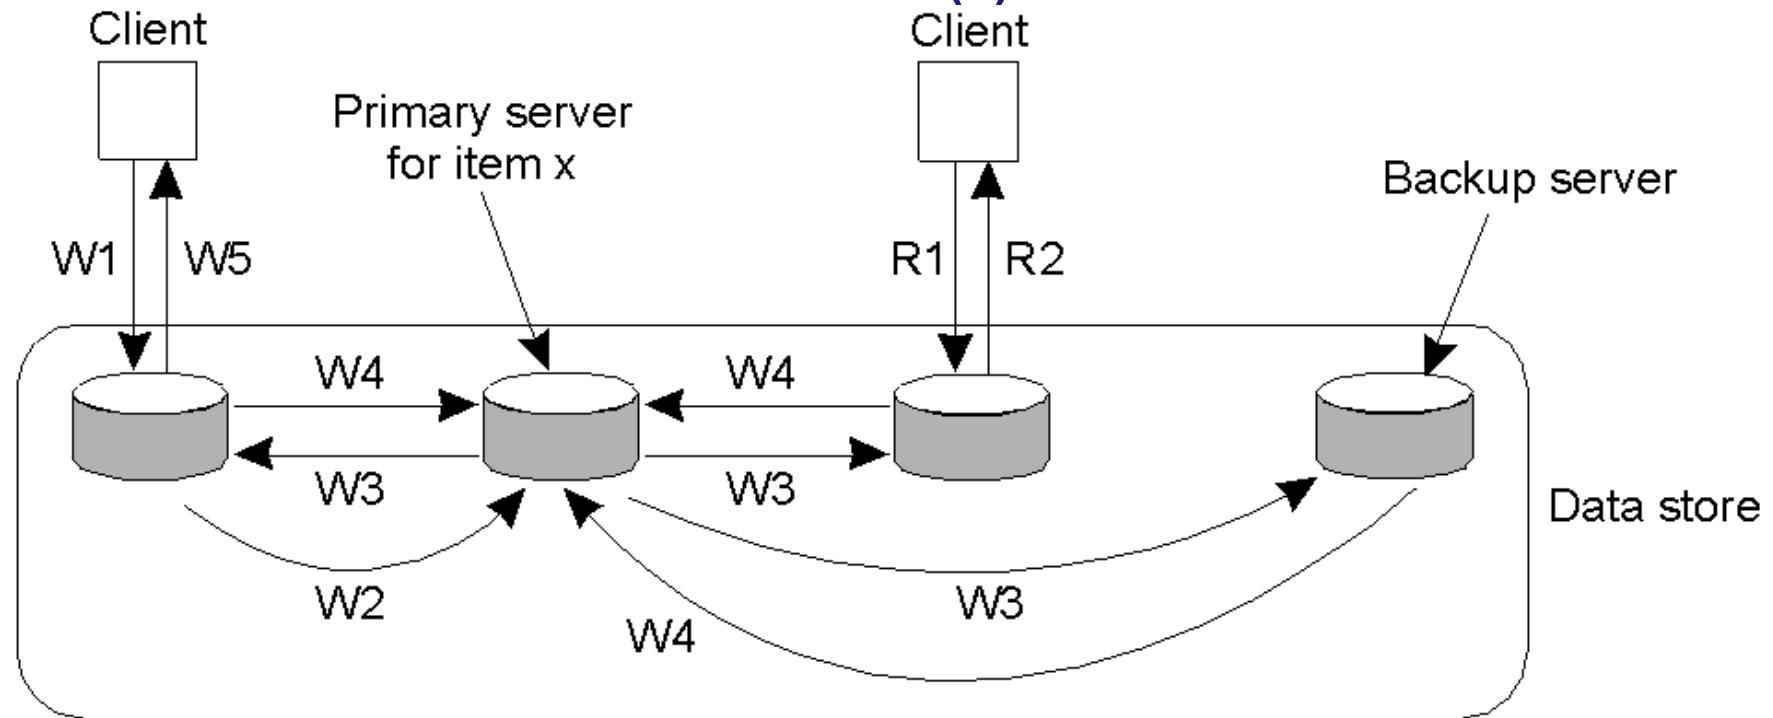 Client
Client
Primary server
for item x
Backup server
W1
W5
R1
R2
W4
W4
W3
W3
Data store
W2
W3
W4